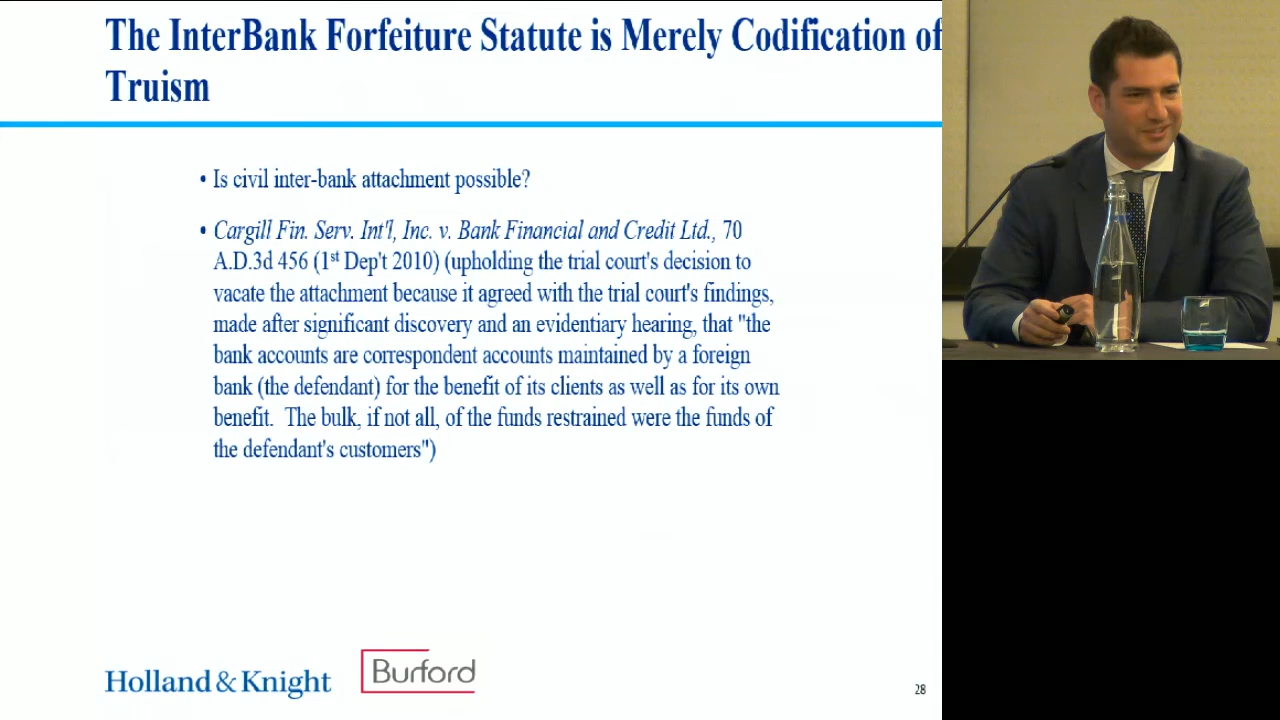 The InterBank Forfeiture Statute is Merely Codification of
Truism
• Is civil inter-bank attachment possible?
• Cargill Fin. Serv. Int'l, Inc. v. Bank Financial and Credit Ltd., 70
A.D.3d 456 (1st Dep't 2010) (upholding the trial court's decision to
vacate the attachment because it agreed with the trial court's findings,
made after significant discovery and an evidentiary hearing, that "the
bank accounts are correspondent accounts maintained by a foreign
bank (the defendant) for the benefit of its clients as well as for its own
benefit. The bulk, if not all, of the funds restrained were the funds of
the defendant's customers")
Holland & Knight
Burford
28